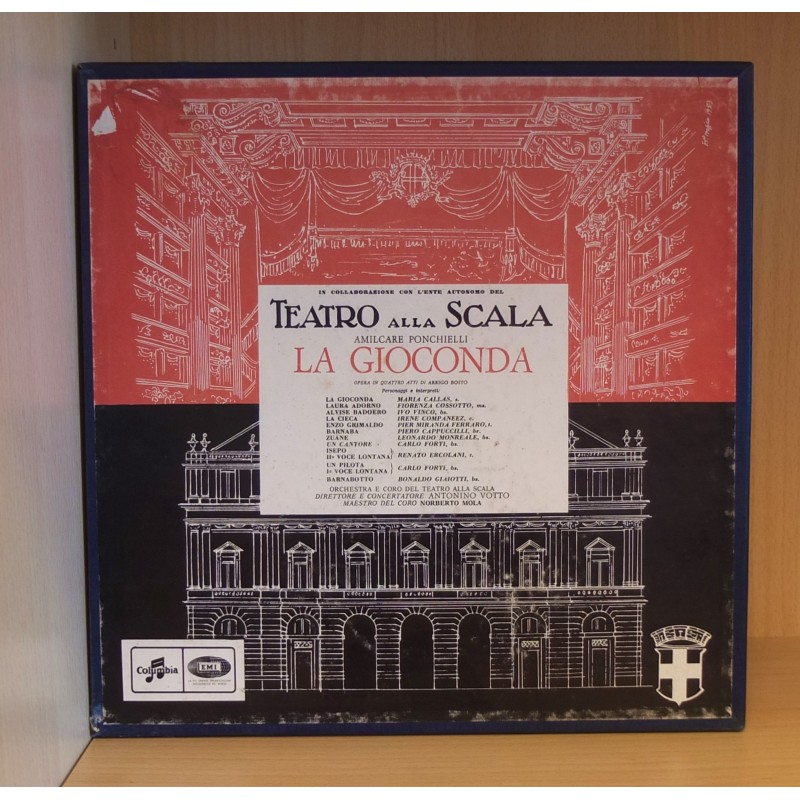 IN COLLABORAZIONE CON L'ENTE AUTONOMO DEL
TEATRO ALLA SCALA
AMILCARE PONCHIELLI
LA GIOCONDA
OPERA IN QUATTRO ATTI DI ARRIGO BOITO
Personaggi e interpreti:
LA GIOCONDA MARIA CALLAS, s.
LAURA ADORNO FIORENZA COSSOTTO, ms.
ALVISE BADOERO IVO VINCO, bs.
LA CIECA IRENE COMPANEEZ, c.
ENZO GRIMALDO PIER MIRANDA FERRARO, t.
BARNABA PIERO CAPPUCCILLI, br.
ZUANE LEONARDO MONREALE, bs.
UN CANTORE CARLO FORTI, bs.
ISEPO
IIª VOCE LONTANA } RENATO ERCOLANI, t.
UN PILOTA
Iª VOCE LONTANA } CARLO FORTI, bs.
BARNABOTTO BONALDO GIAIOTTI, bs.
ORCHESTRA E CORO DEL TEATRO ALLA SCALA
DIRETTORE E CONCERTATORE ANTONINO VOTTO
MAESTRO DEL CORO NORBERTO MOLA
Columbia
EMI